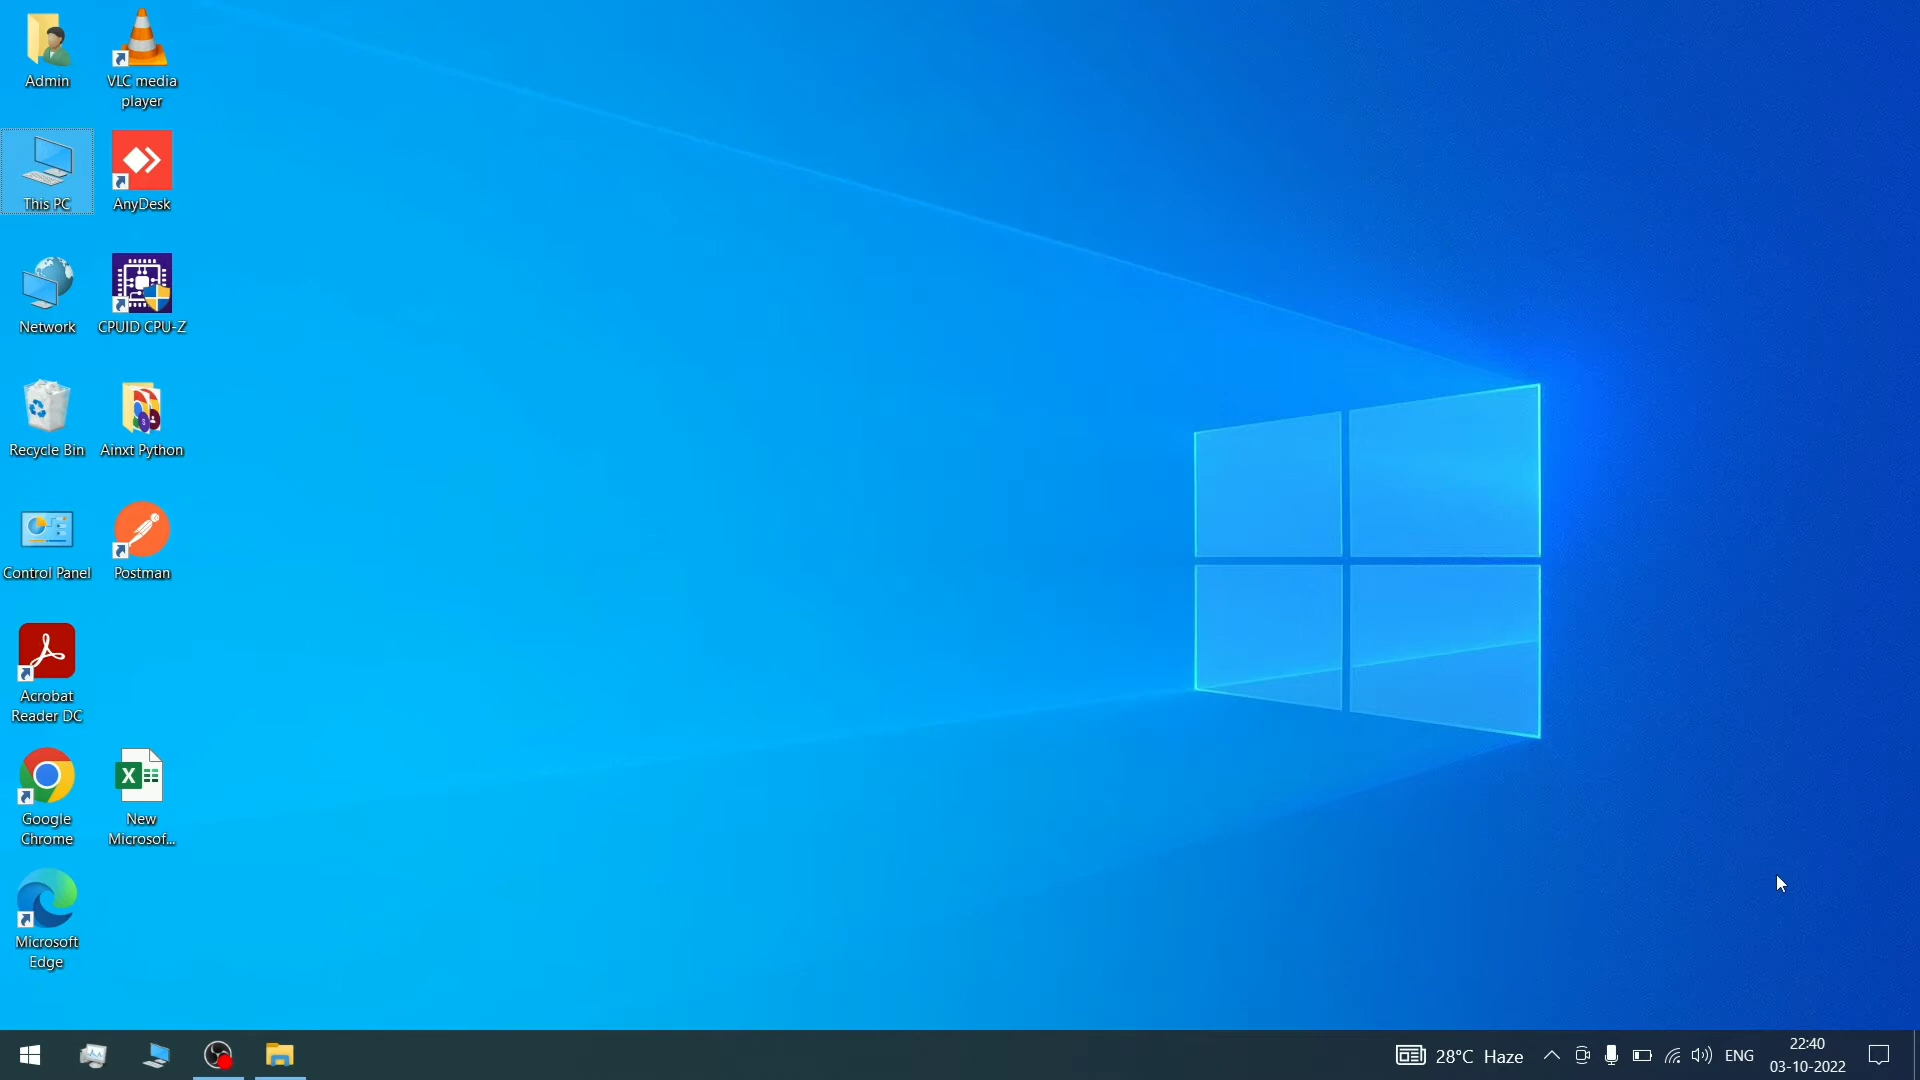 Admin
VLC media
player
This PC
AnyDesk
Network
CPUID CPU-Z
Recycle Bin
Ainxt Python
Control Panel
Postman
Acrobat
Reader DC
Google
Chrome
New
Microsof...
Microsoft
Edge
28°C Haze
ENG
22:40
03-10-2022